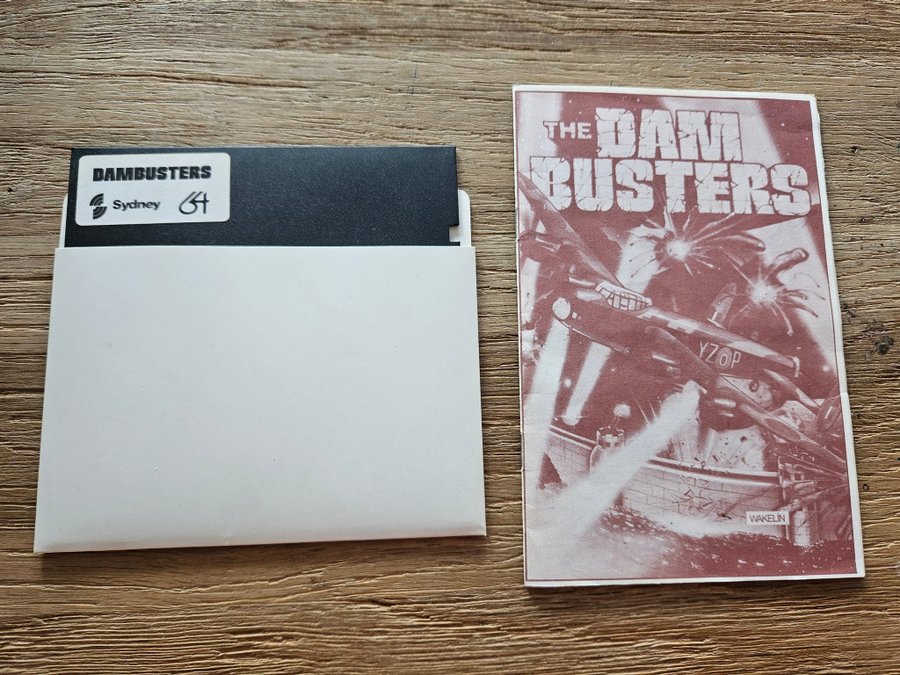 DAMBUSTERS
Sydney 64
THE DAM
BUSTERS
YZ P
WAKELIN